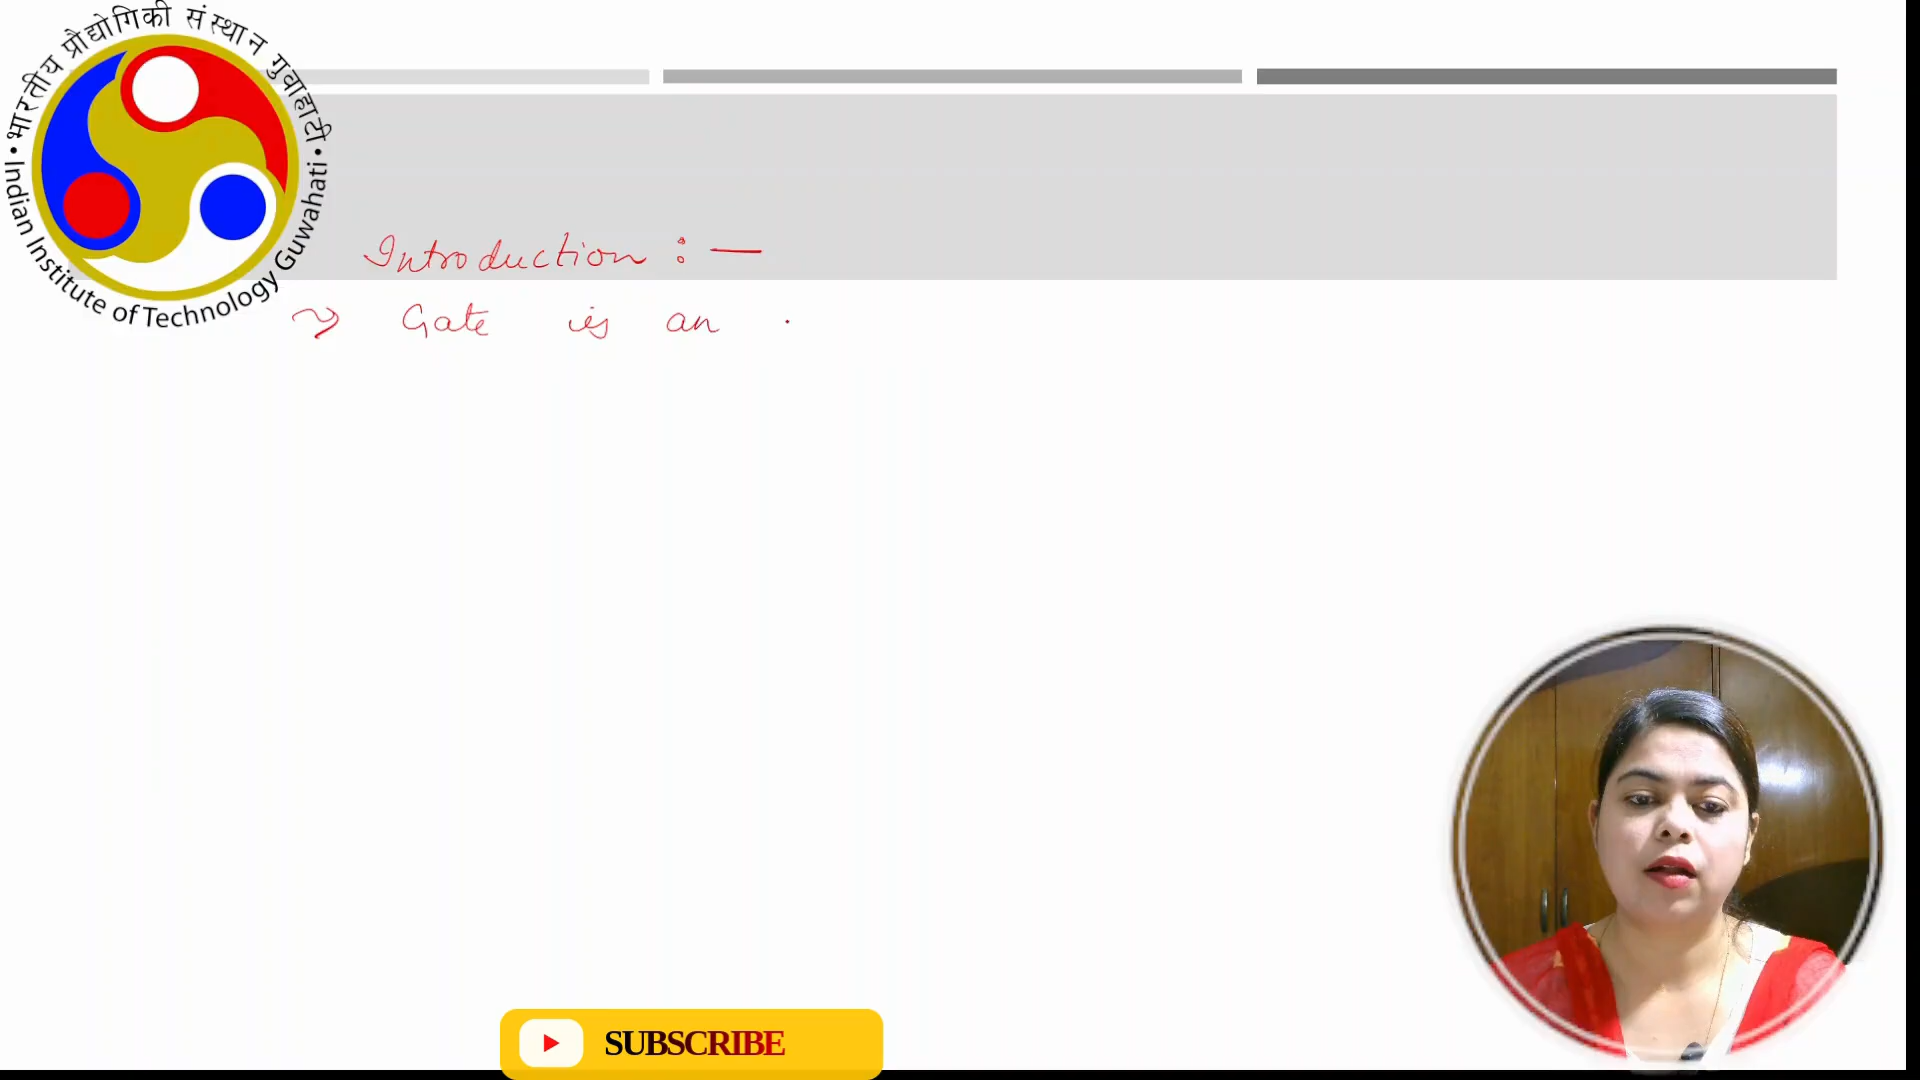 भारतीय प्रौद्योगिकी संस्थान गुवाहाटी
Indian Institute of Technology Guwahati
Introduction : —
Gate is an
SUBSCRIBE